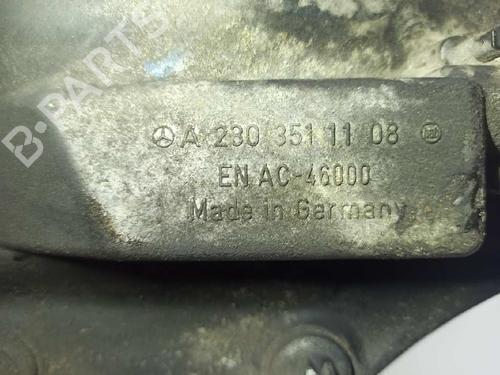 A 230 351 11 08
EN AC-46000
Made in Germany
B-PARTS